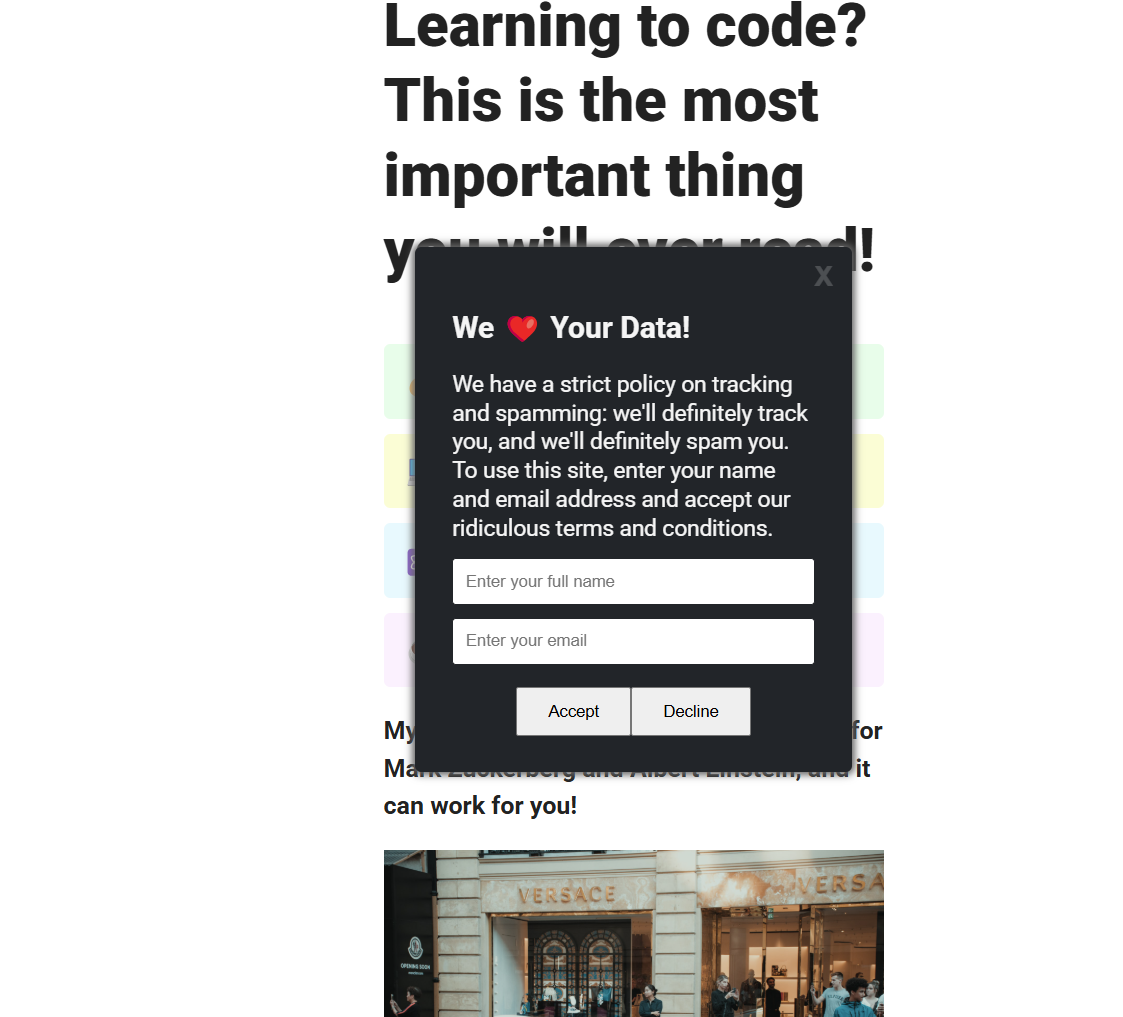 Learning to code?
This is the most
important thing
you will ever read!
X
We ❤️ Your Data!
We have a strict policy on tracking
and spamming: we'll definitely track
you, and we'll definitely spam you.
To use this site, enter your name
and email address and accept our
ridiculous terms and conditions.
Enter your full name
Enter your email
Accept
Decline
My for
Mark Zuckerberg and Albert Einstein, and it
can work for you!
VERSACE
VERSA
OPENING SOON